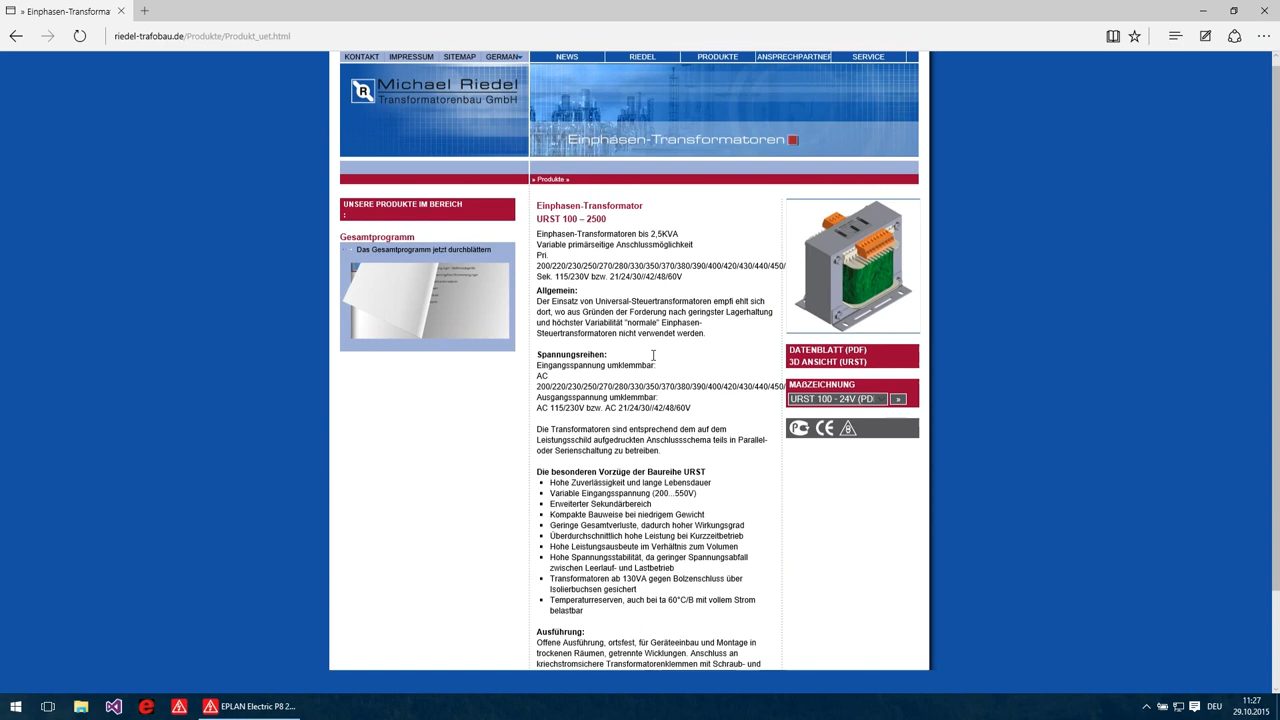 » Einphasen-Transformat
riedel-trafobau.de/Produkte/Produkt_uet.html
KONTAKT IMPRESSUM SITEMAP GERMAN
NEWS RIEDEL PRODUKTE ANSPRECHPARTNER SERVICE
R Michael Riedel
Transformatorenbau GmbH
Einphasen-Transformatoren
» Produkte »
UNSERE PRODUKTE IM BEREICH
:
Gesamtprogramm
Das Gesamtprogramm jetzt durchblättern
Einphasen-Transformator
URST 100 – 2500
Einphasen-Transformatoren bis 2,5KVA
Variable primärseitige Anschlussmöglichkeit
Pri.
200/220/230/250/270/280/330/350/370/380/390/400/420/430/440/450/
Sek. 115/230V bzw. 21/24/30//42/48/60V
Allgemein:
Der Einsatz von Universal-Steuertransformatoren empfi ehlt sich
dort, wo aus Gründen der Forderung nach geringster Lagerhaltung
und höchster Variabilität "normale" Einphasen-
Steuertransformatoren nicht verwendet werden.
Spannungsreihen:
Eingangsspannung umklemmbar:
AC
200/220/230/250/270/280/330/350/370/380/390/400/420/430/440/450/
Ausgangsspannung umklemmbar:
AC 115/230V bzw. AC 21/24/30//42/48/60V
Die Transformatoren sind entsprechend dem auf dem
Leistungsschild aufgedruckten Anschlussschema teils in Parallel-
oder Serienschaltung zu betreiben.
Die besonderen Vorzüge der Baureihe URST
Hohe Zuverlässigkeit und lange Lebensdauer
Variable Eingangsspannung (200...550V)
Erweiterter Sekundärbereich
Kompakte Bauweise bei niedrigem Gewicht
Geringe Gesamtverluste, dadurch hoher Wirkungsgrad
Überdurchschnittlich hohe Leistung bei Kurzzeitbetrieb
Hohe Leistungsausbeute im Verhältnis zum Volumen
Hohe Spannungsstabilität, da geringer Spannungsabfall
zwischen Leerlauf- und Lastbetrieb
Transformatoren ab 130VA gegen Bolzenschluss über
Isolierbuchsen gesichert
Temperaturreserven, auch bei ta 60°C/B mit vollem Strom
belastbar
Ausführung:
Offene Ausführung, ortsfest, für Geräteeinbau und Montage in
trockenen Räumen, getrennte Wicklungen. Anschluss an
kriechstromsichere Transformatorenklemmen mit Schraub- und
DATENBLATT (PDF)
3D ANSICHT (URST)
MAßZEICHNUNG
URST 100 - 24V (PD »
CE
EPLAN Electric P8 2...
DEU
11:27
29.10.2015